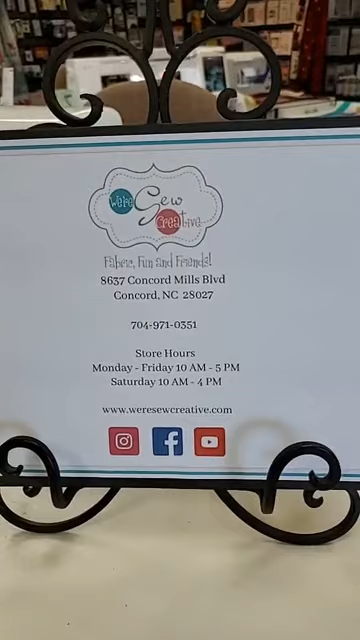 We're
Sew
Creative
Fabric, Fun and Friends!
8637 Concord Mills Blvd
Concord, NC 28027
704-971-0351
Store Hours
Monday - Friday 10 AM - 5 PM
Saturday 10 AM - 4 PM
www.weresewcreative.com